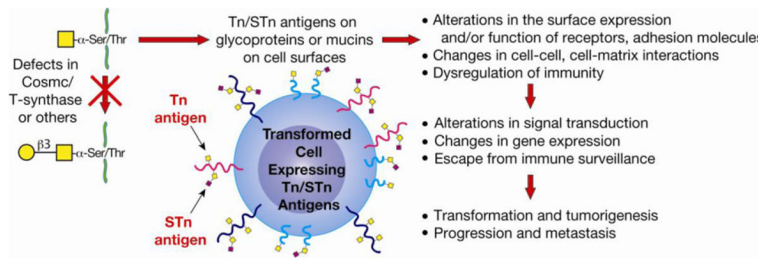 α-Ser/Thr
Defects in
Cosmc/
T-synthase
or others
β3
α-Ser/Thr
Tn/STn antigens on
glycoproteins or mucins
on cell surfaces
Tn
antigen
STn
antigen
Transformed
Cell
Expressing
Tn/STn
Antigens
• Alterations in the surface expression
and/or function of receptors, adhesion molecules
• Changes in cell-cell, cell-matrix interactions
• Dysregulation of immunity
• Alterations in signal transduction
• Changes in gene expression
• Escape from immune surveillance
• Transformation and tumorigenesis
• Progression and metastasis